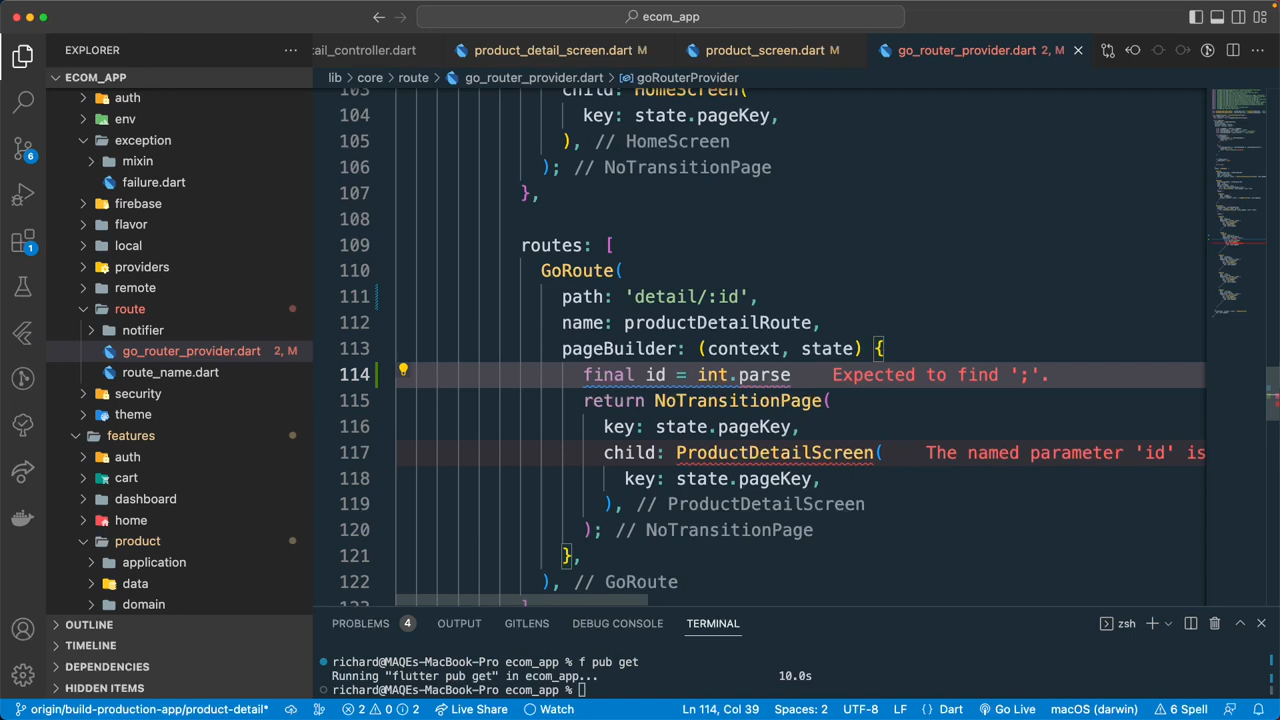 ecom_app
EXPLORER
ECOM_APP
auth
env
exception
mixin
failure.dart
firebase
flavor
local
providers
remote
route
notifier
go_router_provider.dart 2, M
route_name.dart
security
theme
features
auth
cart
dashboard
home
product
application
data
domain
OUTLINE
TIMELINE
DEPENDENCIES
HIDDEN ITEMS
6
1
tail_controller.dart
product_detail_screen.dart M
product_screen.dart M
go_router_provider.dart 2, M
lib > core > route > go_router_provider.dart > goRouterProvider
103 child: HomeScreen(
104 key: state.pageKey,
105 ), // HomeScreen
106 ); // NoTransitionPage
107 },
108
109 routes: [
110 GoRoute(
111 path: 'detail/:id',
112 name: productDetailRoute,
113 pageBuilder: (context, state) {
114 final id = int.parse Expected to find ';'.
115 return NoTransitionPage(
116 key: state.pageKey,
117 child: ProductDetailScreen( The named parameter 'id' is
118 key: state.pageKey,
119 ), // ProductDetailScreen
120 ); // NoTransitionPage
121 },
122 ), // GoRoute
PROBLEMS 4 OUTPUT GITLENS DEBUG CONSOLE TERMINAL
zsh
richard@MAQEs-MacBook-Pro ecom_app % f pub get
Running "flutter pub get" in ecom_app... 10.0s
richard@MAQEs-MacBook-Pro ecom_app %
origin/build-production-app/product-detail* 2 0 2 Live Share Watch Ln 114, Col 39 Spaces: 2 UTF-8 LF { } Dart Go Live macOS (darwin) 6 Spell